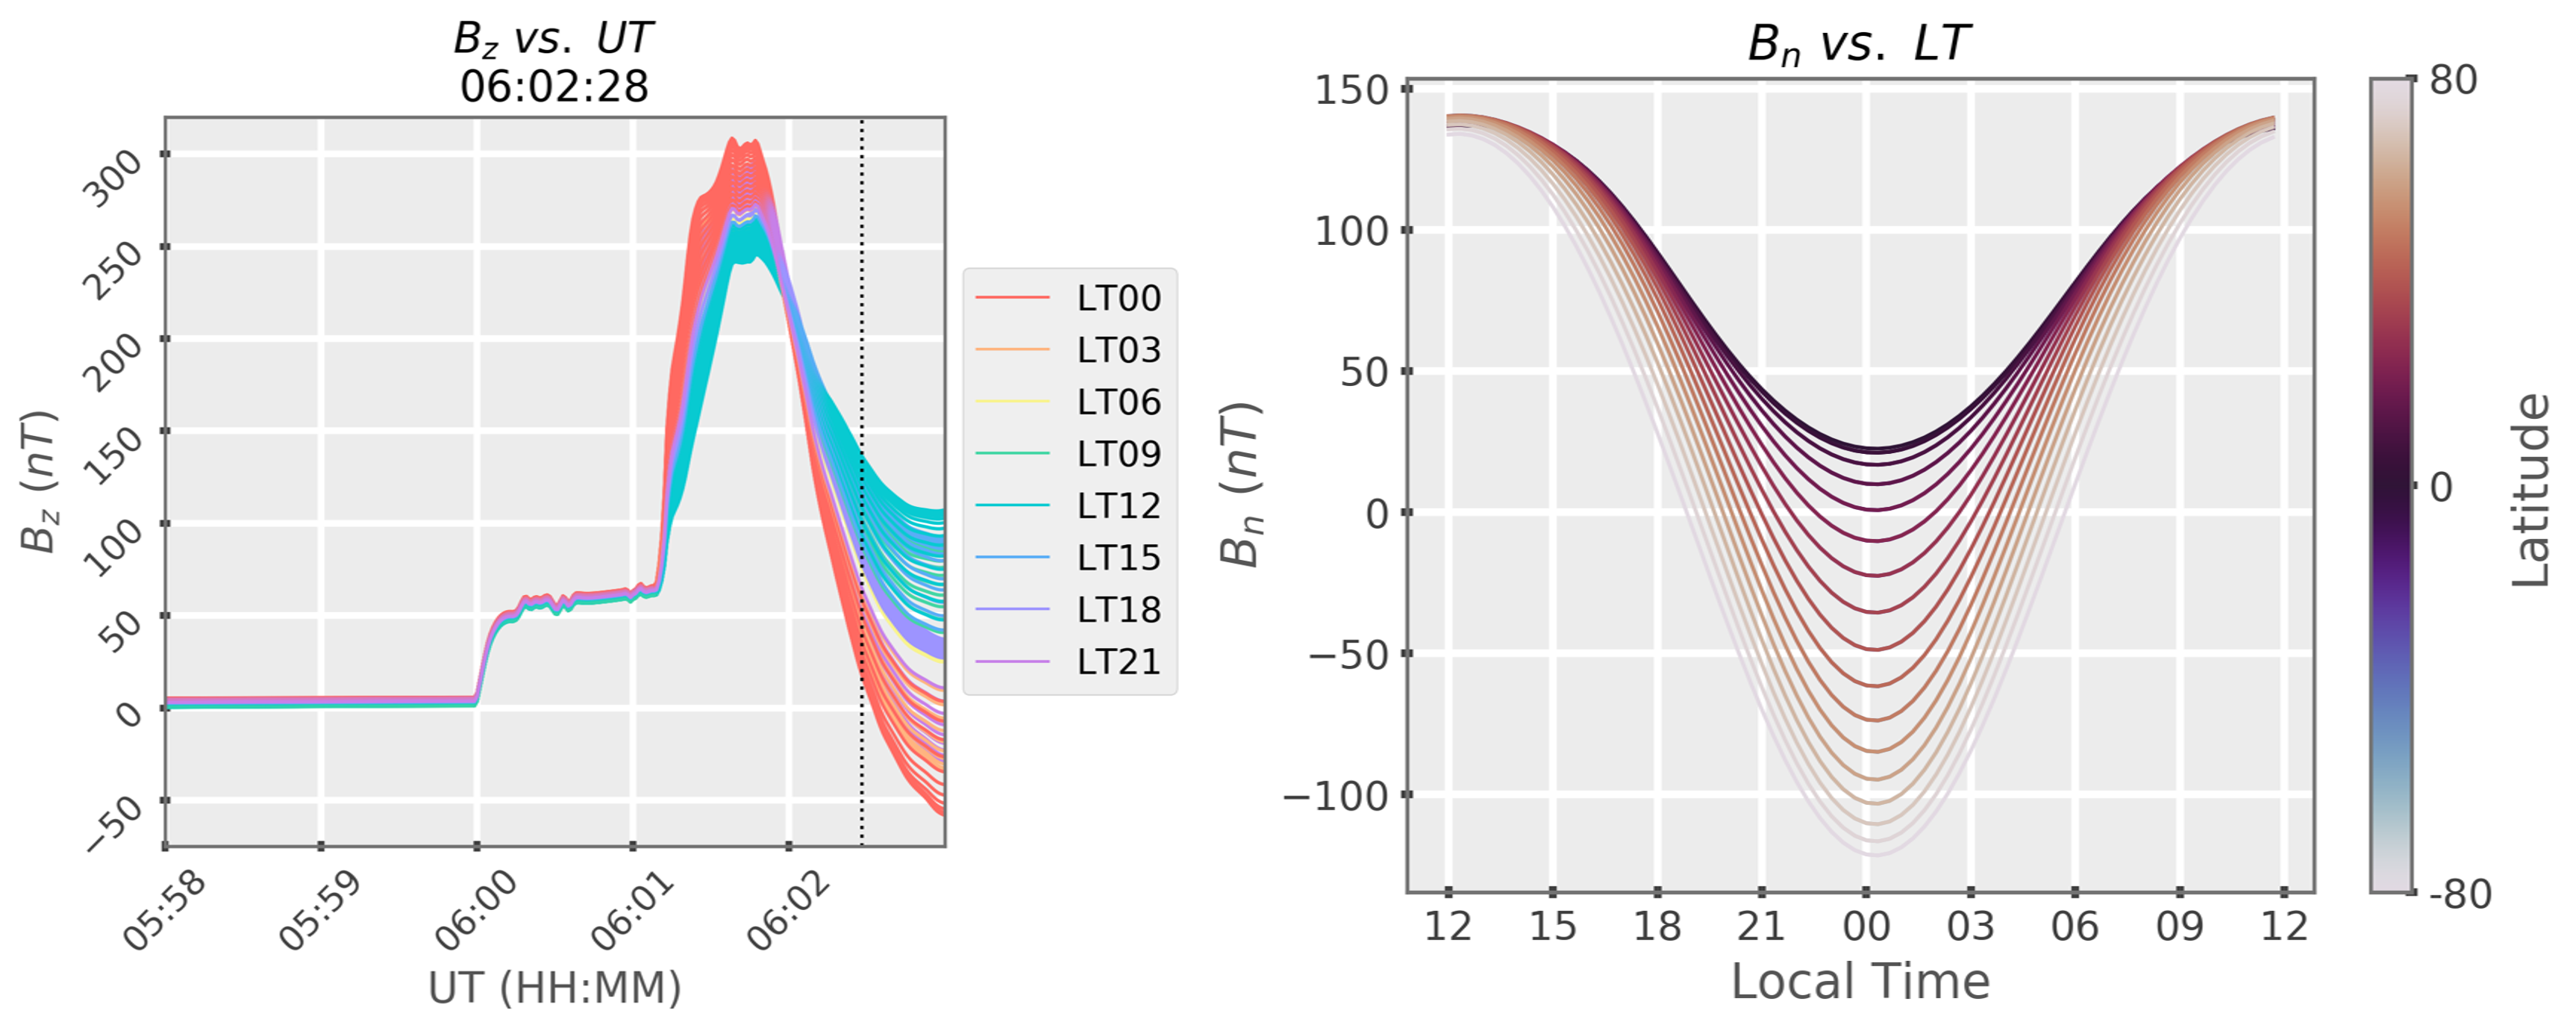 B_z vs. UT
06:02:28
300
250
200
150
100
50
0
−50
B_z (nT)
05:58
05:59
06:00
06:01
06:02
UT (HH:MM)
LT00
LT03
LT06
LT09
LT12
LT15
LT18
LT21
B_n vs. LT
150
100
50
0
−50
−100
B_n (nT)
12
15
18
21
00
03
06
09
12
Local Time
80
0
-80
Latitude